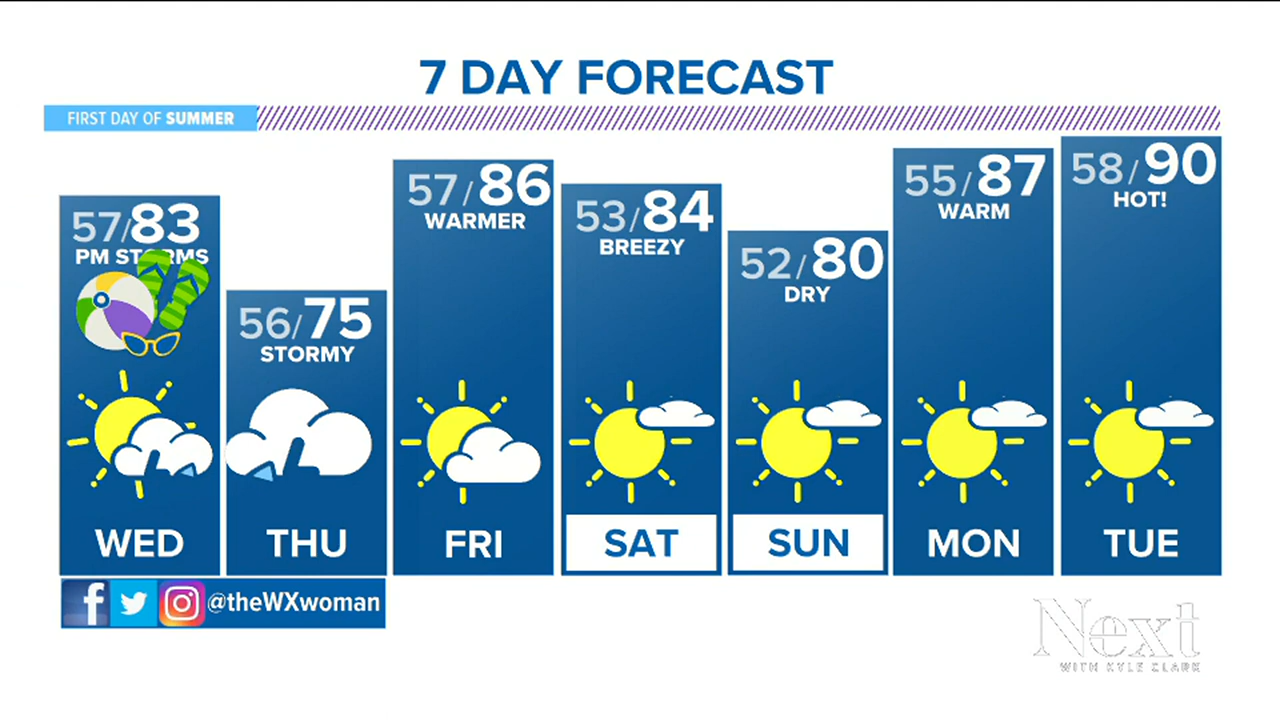 7 DAY FORECAST
FIRST DAY OF SUMMER
57/83
PM STORMS
WED
56/75
STORMY
THU
57/86
WARMER
FRI
53/84
BREEZY
SAT
52/80
DRY
SUN
55/87
WARM
MON
58/90
HOT!
TUE
@theWXwoman
Next
WITH KYLE CLARK